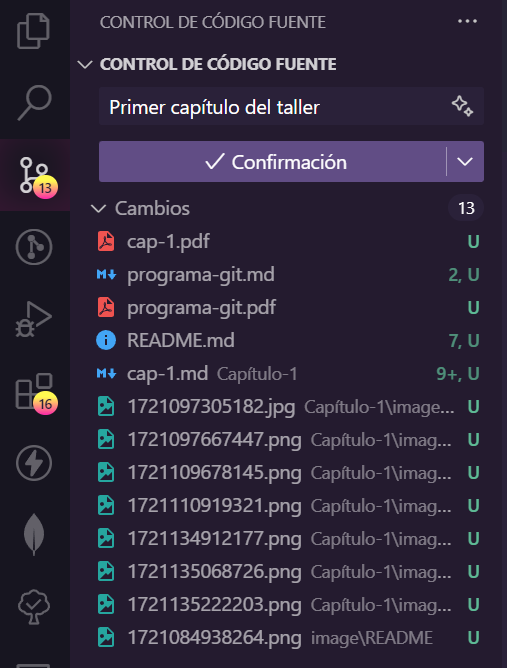 CONTROL DE CÓDIGO FUENTE ...
CONTROL DE CÓDIGO FUENTE
Primer capítulo del taller
Confirmación
13
Cambios 13
cap-1.pdf U
programa-git.md 2, U
programa-git.pdf U
README.md 7, U
cap-1.md Capítulo-1 9+, U
16
1721097305182.jpg Capítulo-1\image... U
1721097667447.png Capítulo-1\imag... U
1721109678145.png Capítulo-1\imag... U
1721110919321.png Capítulo-1\imag... U
1721134912177.png Capítulo-1\imag... U
1721135068726.png Capítulo-1\imag... U
1721135222203.png Capítulo-1\imag... U
1721084938264.png image\README U